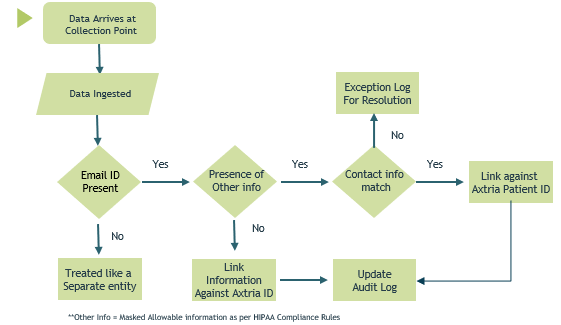 Data Arrives at
Collection Point
Data Ingested
Exception Log
For Resolution
No
Email ID
Present
Yes
Presence of
Other info
Yes
Contact info
match
Yes
Link against
Axtria Patient ID
No
No
Treated like a
Separate entity
Link
Information
Against Axtria ID
Update
Audit Log
**Other Info = Masked Allowable information as per HIPAA Compliance Rules